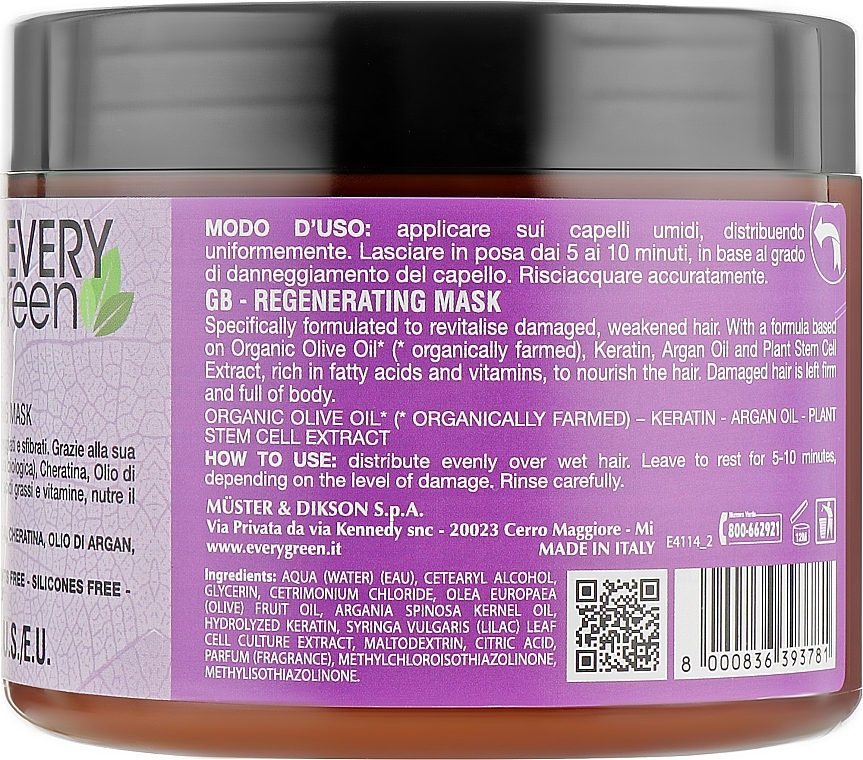 EVERY
reen
MASK
e sfibrati. Grazie alla sua
Cheratina, Olio di
grassi e vitamine, nutre il
CHERATINA, OLIO DI ARGAN,
FREE - SILICONES FREE -
.S./E.U.
MODO D'USO: applicare sui capelli umidi, distribuendo
uniformemente. Lasciare in posa dai 5 ai 10 minuti, in base al grado
di danneggiamento del capello. Risciacquare accuratamente.
GB - REGENERATING MASK
Specifically formulated to revitalise damaged, weakened hair. With a formula based
on Organic Olive Oil* (* organically farmed), Keratin, Argan Oil and Plant Stem Cell
Extract, rich in fatty acids and vitamins, to nourish the hair. Damaged hair is left firm
and full of body.
ORGANIC OLIVE OIL* (* ORGANICALLY FARMED) – KERATIN - ARGAN OIL - PLANT
STEM CELL EXTRACT
HOW TO USE: distribute evenly over wet hair. Leave to rest for 5-10 minutes,
depending on the level of damage. Rinse carefully.
MÜSTER & DIKSON S.p.A.
Via Privata da via Kennedy snc - 20023 Cerro Maggiore - Mi
www.everygreen.it MADE IN ITALY E4114_2
Numero Verde
800-662921
12M
Ingredients: AQUA (WATER) (EAU), CETEARYL ALCOHOL,
GLYCERIN, CETRIMONIUM CHLORIDE, OLEA EUROPAEA
(OLIVE) FRUIT OIL, ARGANIA SPINOSA KERNEL OIL,
HYDROLYZED KERATIN, SYRINGA VULGARIS (LILAC) LEAF
CELL CULTURE EXTRACT, MALTODEXTRIN, CITRIC ACID,
PARFUM (FRAGRANCE), METHYLCHLOROISOTHIAZOLINONE,
METHYLISOTHIAZOLINONE.
8 000836 393781